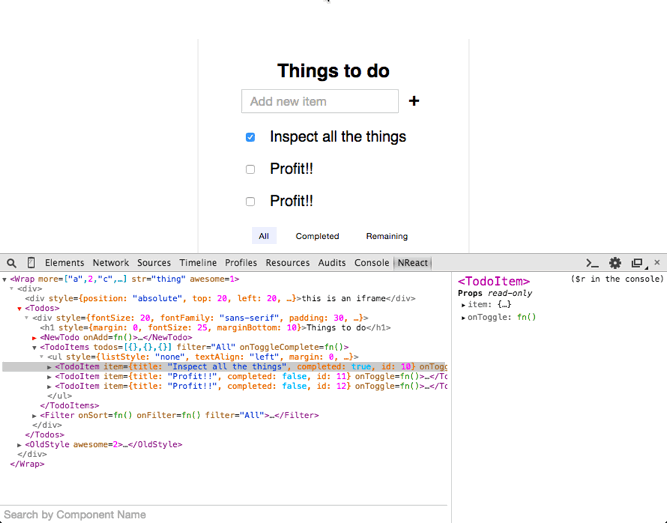 Things to do
Add new item +
Inspect all the things
Profit!!
Profit!!
All Completed Remaining
Elements Network Sources Timeline Profiles Resources Audits Console NReact
<Wrap more=["a",2,"c",…] str="thing" awesome=1>
<div>
<div style={position: "absolute", top: 20, left: 20, …}>this is an iframe</div>
<Todos>
<div style={fontSize: 20, fontFamily: "sans-serif", padding: 30, …}>
<h1 style={margin: 0, fontSize: 25, marginBottom: 10}>Things to do</h1>
<NewTodo onAdd=fn()>…</NewTodo>
<TodoItems todos=[{},{},{}] filter="All" onToggleComplete=fn()>
<ul style={listStyle: "none", textAlign: "left", margin: 0, …}>
<TodoItem item={title: "Inspect all the things", completed: true, id: 10} onTogg
<TodoItem item={title: "Profit!!", completed: false, id: 11} onToggle=fn()>…</To
<TodoItem item={title: "Profit!!", completed: false, id: 12} onToggle=fn()>…</To
</ul>
</TodoItems>
<Filter onSort=fn() onFilter=fn() filter="All">…</Filter>
</div>
</Todos>
<OldStyle awesome=2>…</OldStyle>
</div>
</Wrap>
Search by Component Name
<TodoItem> ($r in the console)
Props read-only
item: {…}
onToggle: fn()